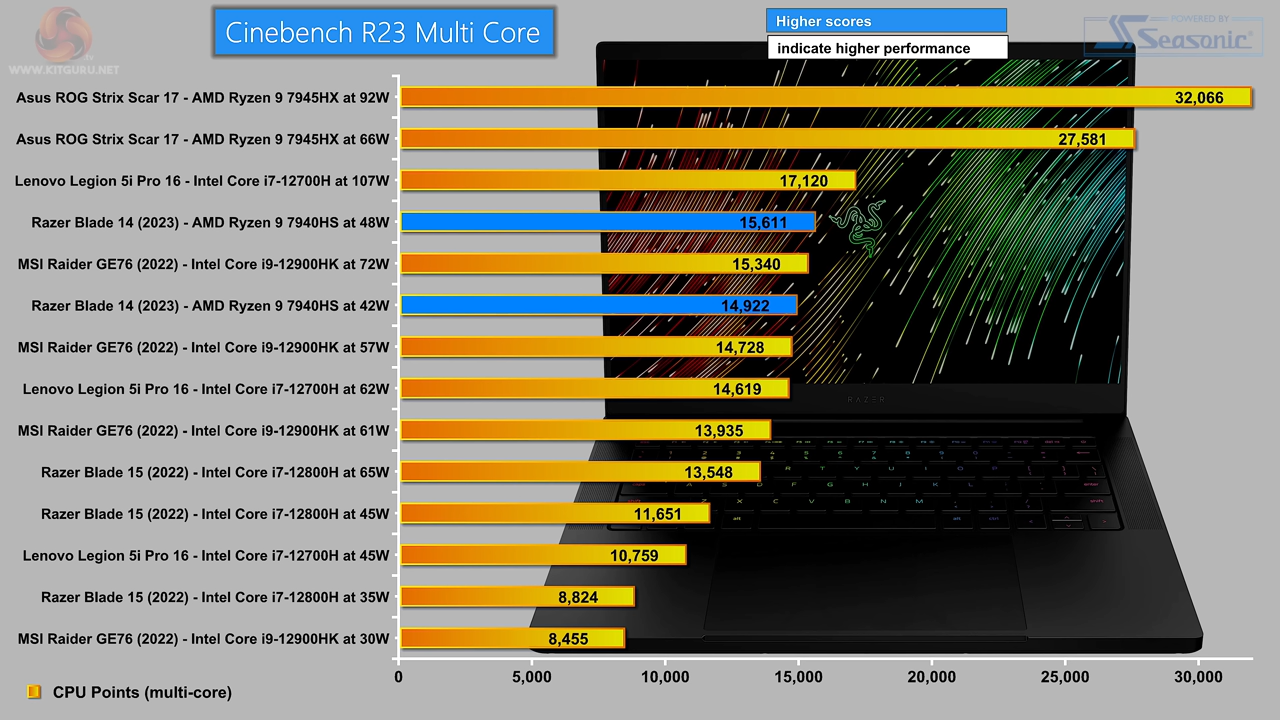 Cinebench R23 Multi Core
Higher scores
indicate higher performance
POWERED BY
Seasonic
WWW.KITGURU.NET
Asus ROG Strix Scar 17 - AMD Ryzen 9 7945HX at 92W 32,066
Asus ROG Strix Scar 17 - AMD Ryzen 9 7945HX at 66W 27,581
Lenovo Legion 5i Pro 16 - Intel Core i7-12700H at 107W 17,120
Razer Blade 14 (2023) - AMD Ryzen 9 7940HS at 48W 15,611
MSI Raider GE76 (2022) - Intel Core i9-12900HK at 72W 15,340
Razer Blade 14 (2023) - AMD Ryzen 9 7940HS at 42W 14,922
MSI Raider GE76 (2022) - Intel Core i9-12900HK at 57W 14,728
Lenovo Legion 5i Pro 16 - Intel Core i7-12700H at 62W 14,619
RAZER
MSI Raider GE76 (2022) - Intel Core i9-12900HK at 61W 13,935
Razer Blade 15 (2022) - Intel Core i7-12800H at 65W 13,548
Razer Blade 15 (2022) - Intel Core i7-12800H at 45W 11,651
Lenovo Legion 5i Pro 16 - Intel Core i7-12700H at 45W 10,759
Razer Blade 15 (2022) - Intel Core i7-12800H at 35W 8,824
MSI Raider GE76 (2022) - Intel Core i9-12900HK at 30W 8,455
0 5,000 10,000 15,000 20,000 25,000 30,000
CPU Points (multi-core)